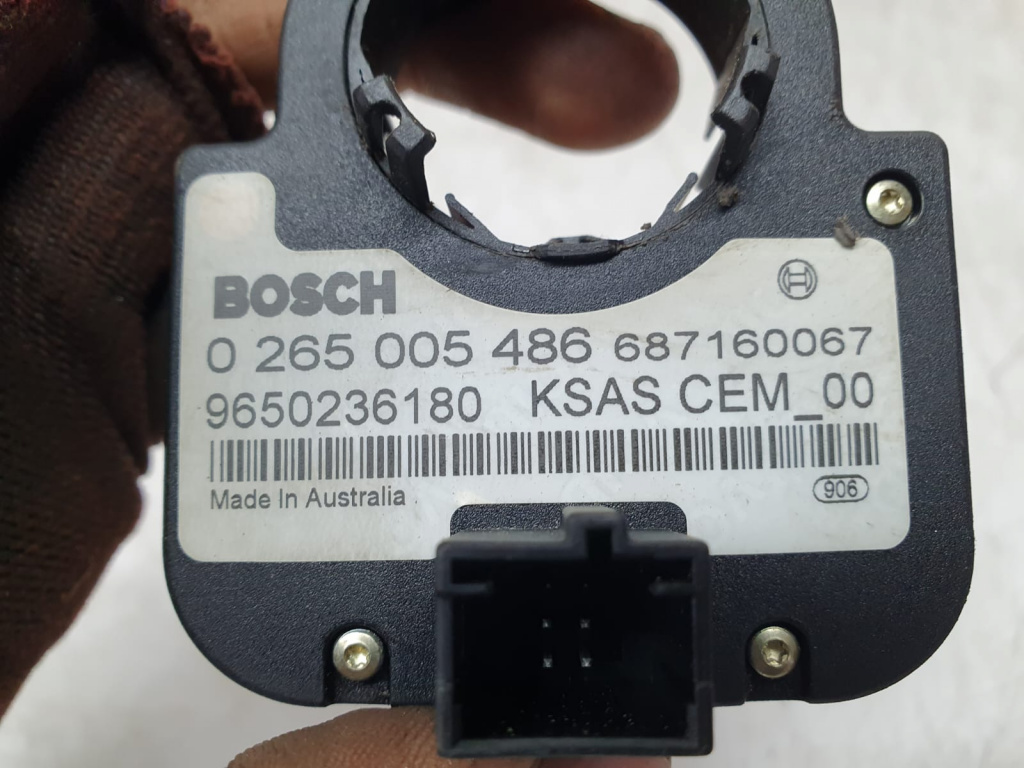 BOSCH
0 265 005 486 687160067
9650236180 KSAS CEM_00
Made In Australia
906